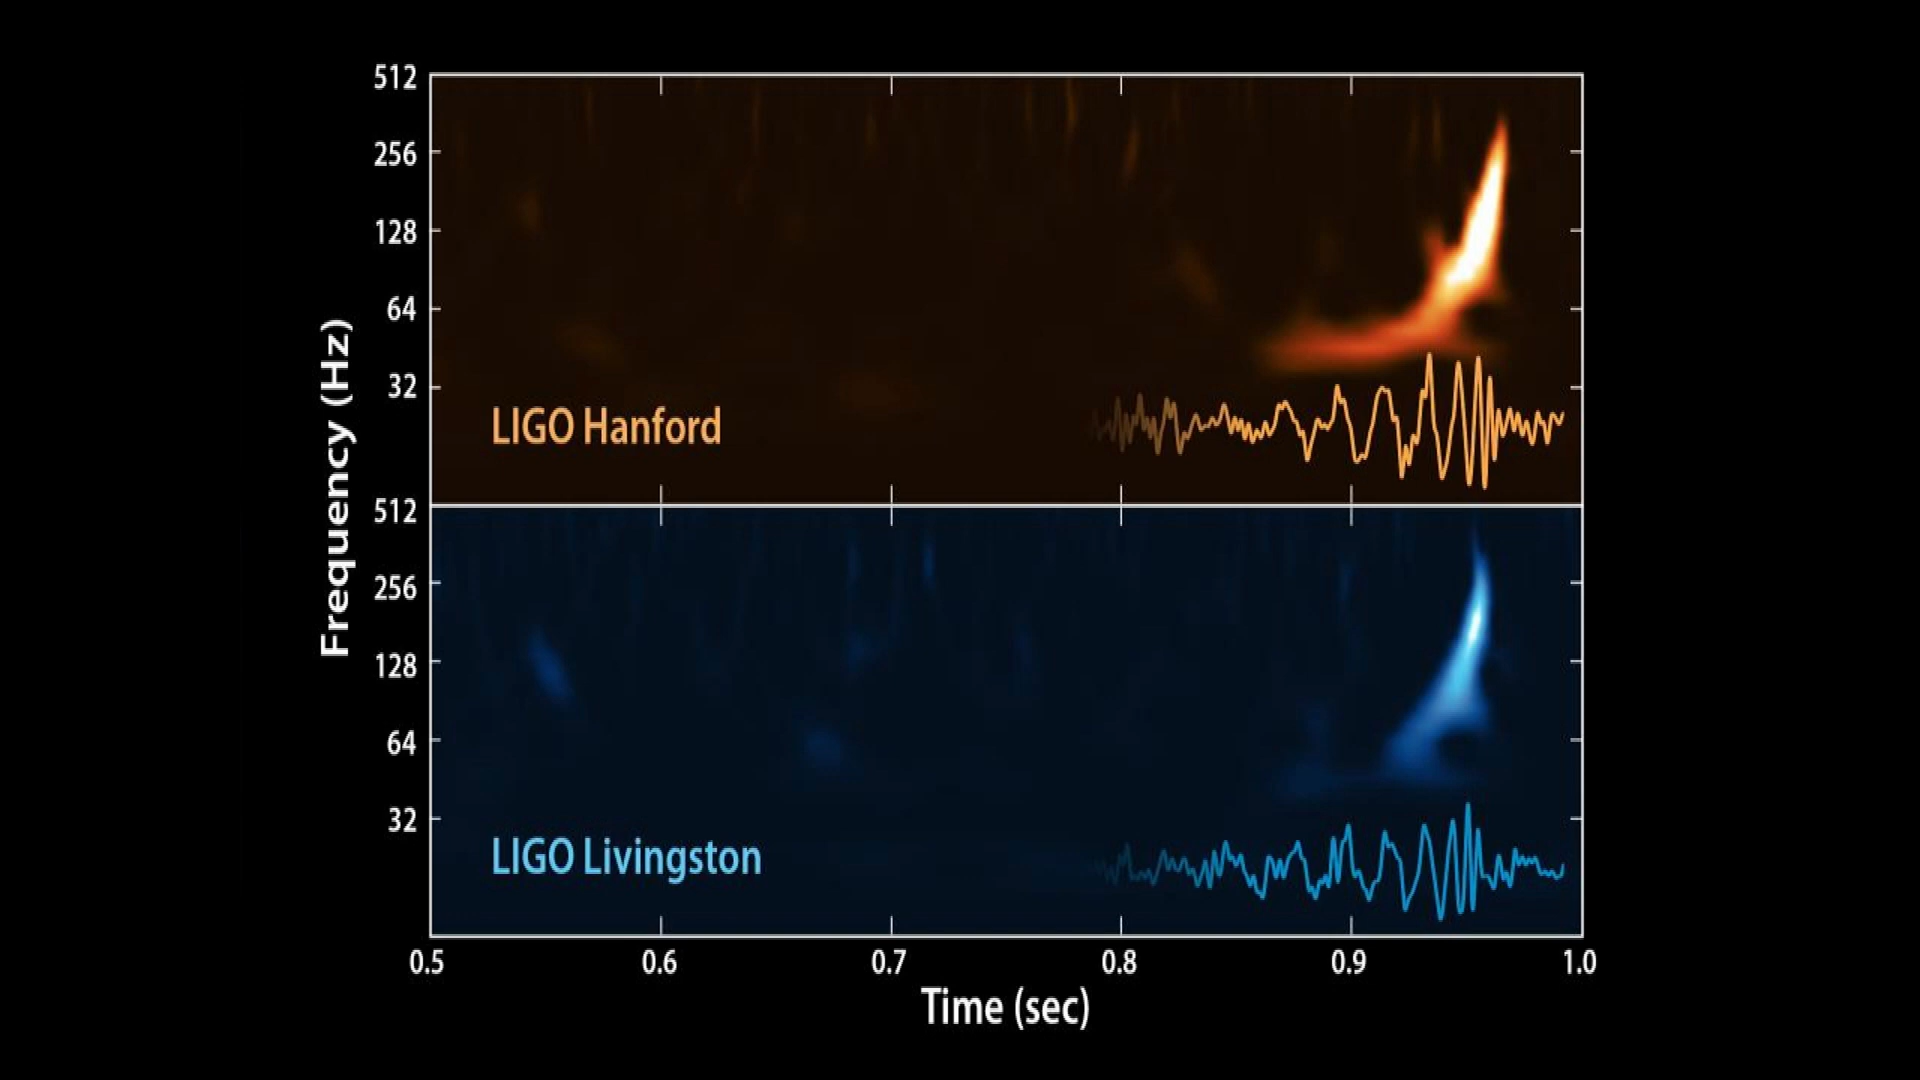 512
256
128
64
32
LIGO Hanford
Frequency (Hz)
512
256
128
64
32
LIGO Livingston
0.5 0.6 0.7 0.8 0.9 1.0
Time (sec)